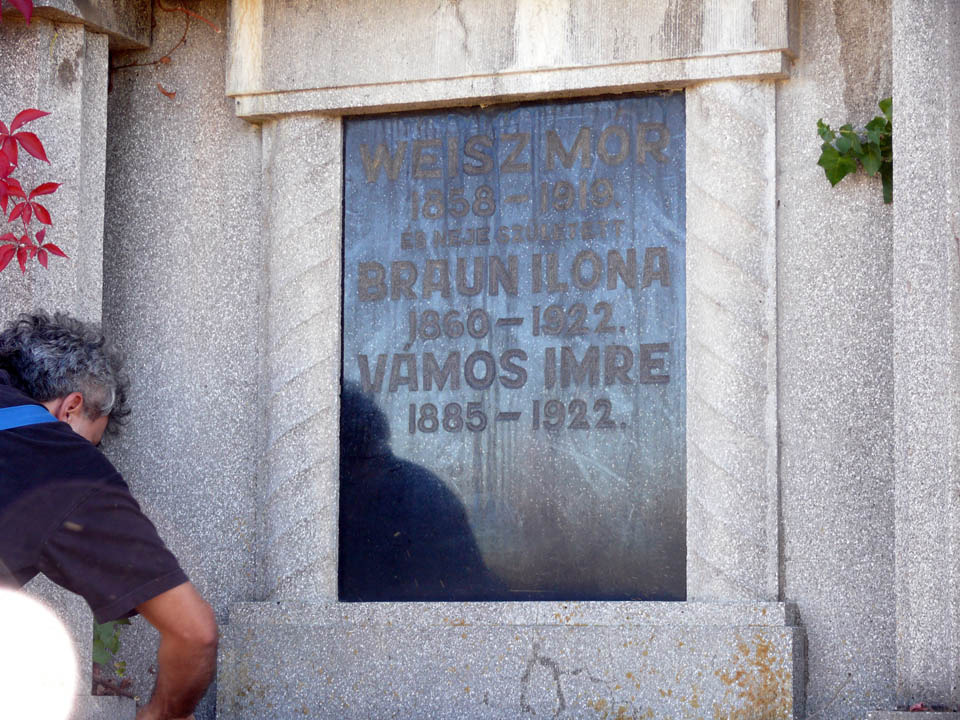 WEISZ MÓR
1858 – 1919.
ÉS NEJE SZÜLETETT
BRAUN ILONA
1860 – 1922.
VÁMOS IMRE
1885 – 1922.